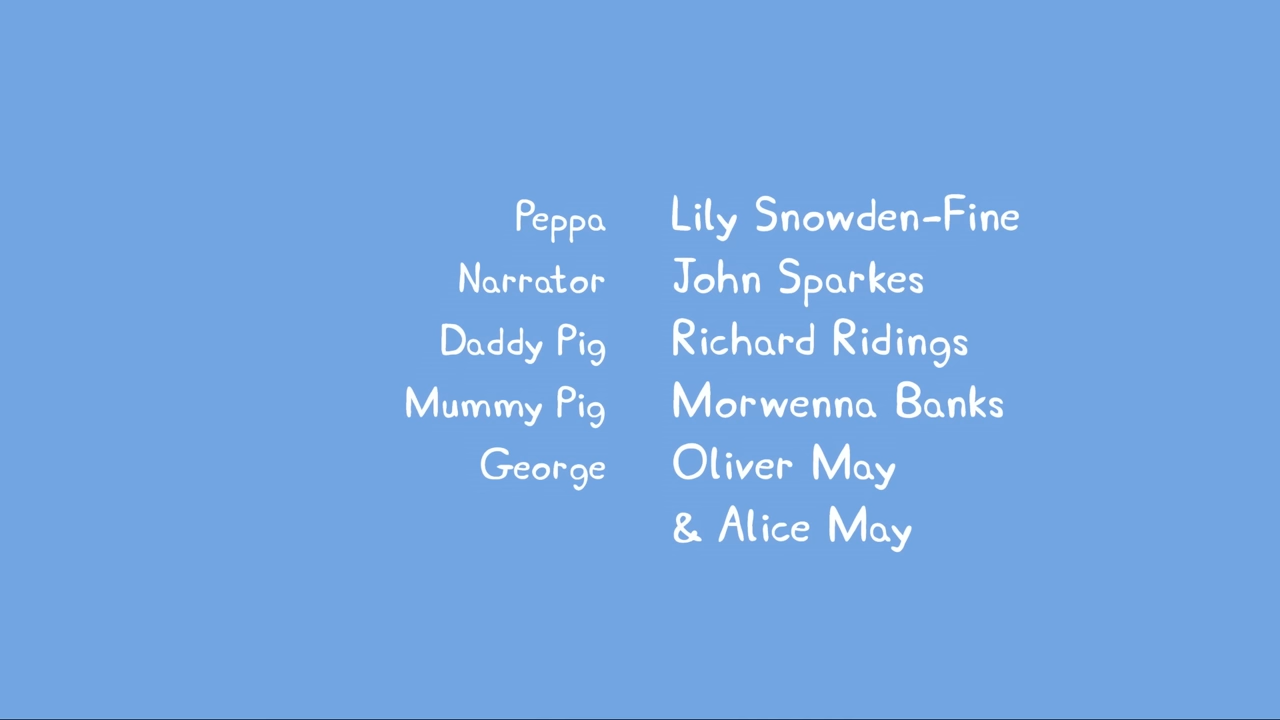 Peppa Lily Snowden-Fine
Narrator John Sparkes
Daddy Pig Richard Ridings
Mummy Pig Morwenna Banks
George Oliver May
& Alice May